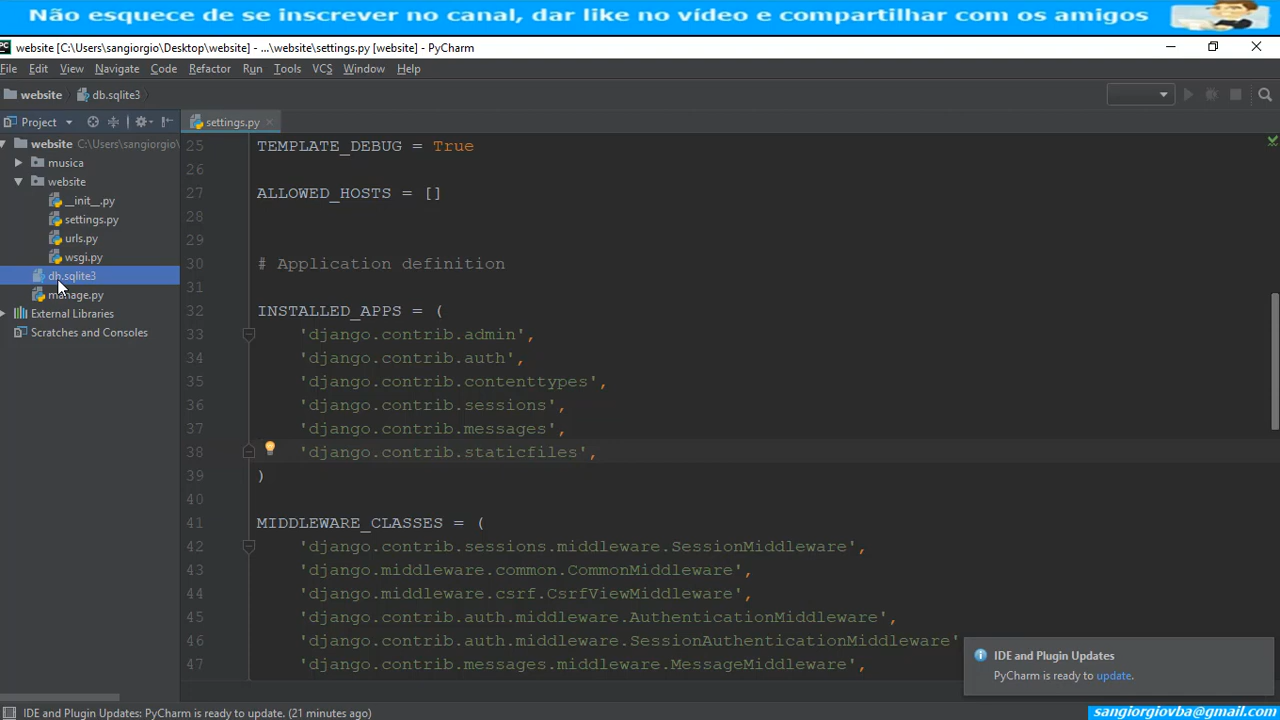 Não esquece de se inscrever no canal, dar like no vídeo e compartilhar com os amigos
PC website [C:\Users\sangiorgio\Desktop\website] - ...\website\settings.py [website] - PyCharm
File Edit View Navigate Code Refactor Run Tools VCS Window Help
website db.sqlite3
Project settings.py
website C:\Users\sangiorgio\
musica
website
__init__.py
settings.py
urls.py
wsgi.py
db.sqlite3
manage.py
External Libraries
Scratches and Consoles
25 TEMPLATE_DEBUG = True
26
27 ALLOWED_HOSTS = []
28
29
30 # Application definition
31
32 INSTALLED_APPS = (
33 'django.contrib.admin',
34 'django.contrib.auth',
35 'django.contrib.contenttypes',
36 'django.contrib.sessions',
37 'django.contrib.messages',
38 'django.contrib.staticfiles',
39 )
40
41 MIDDLEWARE_CLASSES = (
42 'django.contrib.sessions.middleware.SessionMiddleware',
43 'django.middleware.common.CommonMiddleware',
44 'django.middleware.csrf.CsrfViewMiddleware',
45 'django.contrib.auth.middleware.AuthenticationMiddleware',
46 'django.contrib.auth.middleware.SessionAuthenticationMiddleware'
47 'django.contrib.messages.middleware.MessageMiddleware',
IDE and Plugin Updates
PyCharm is ready to update.
IDE and Plugin Updates: PyCharm is ready to update. (21 minutes ago)
sangiorgiovba@gmail.com